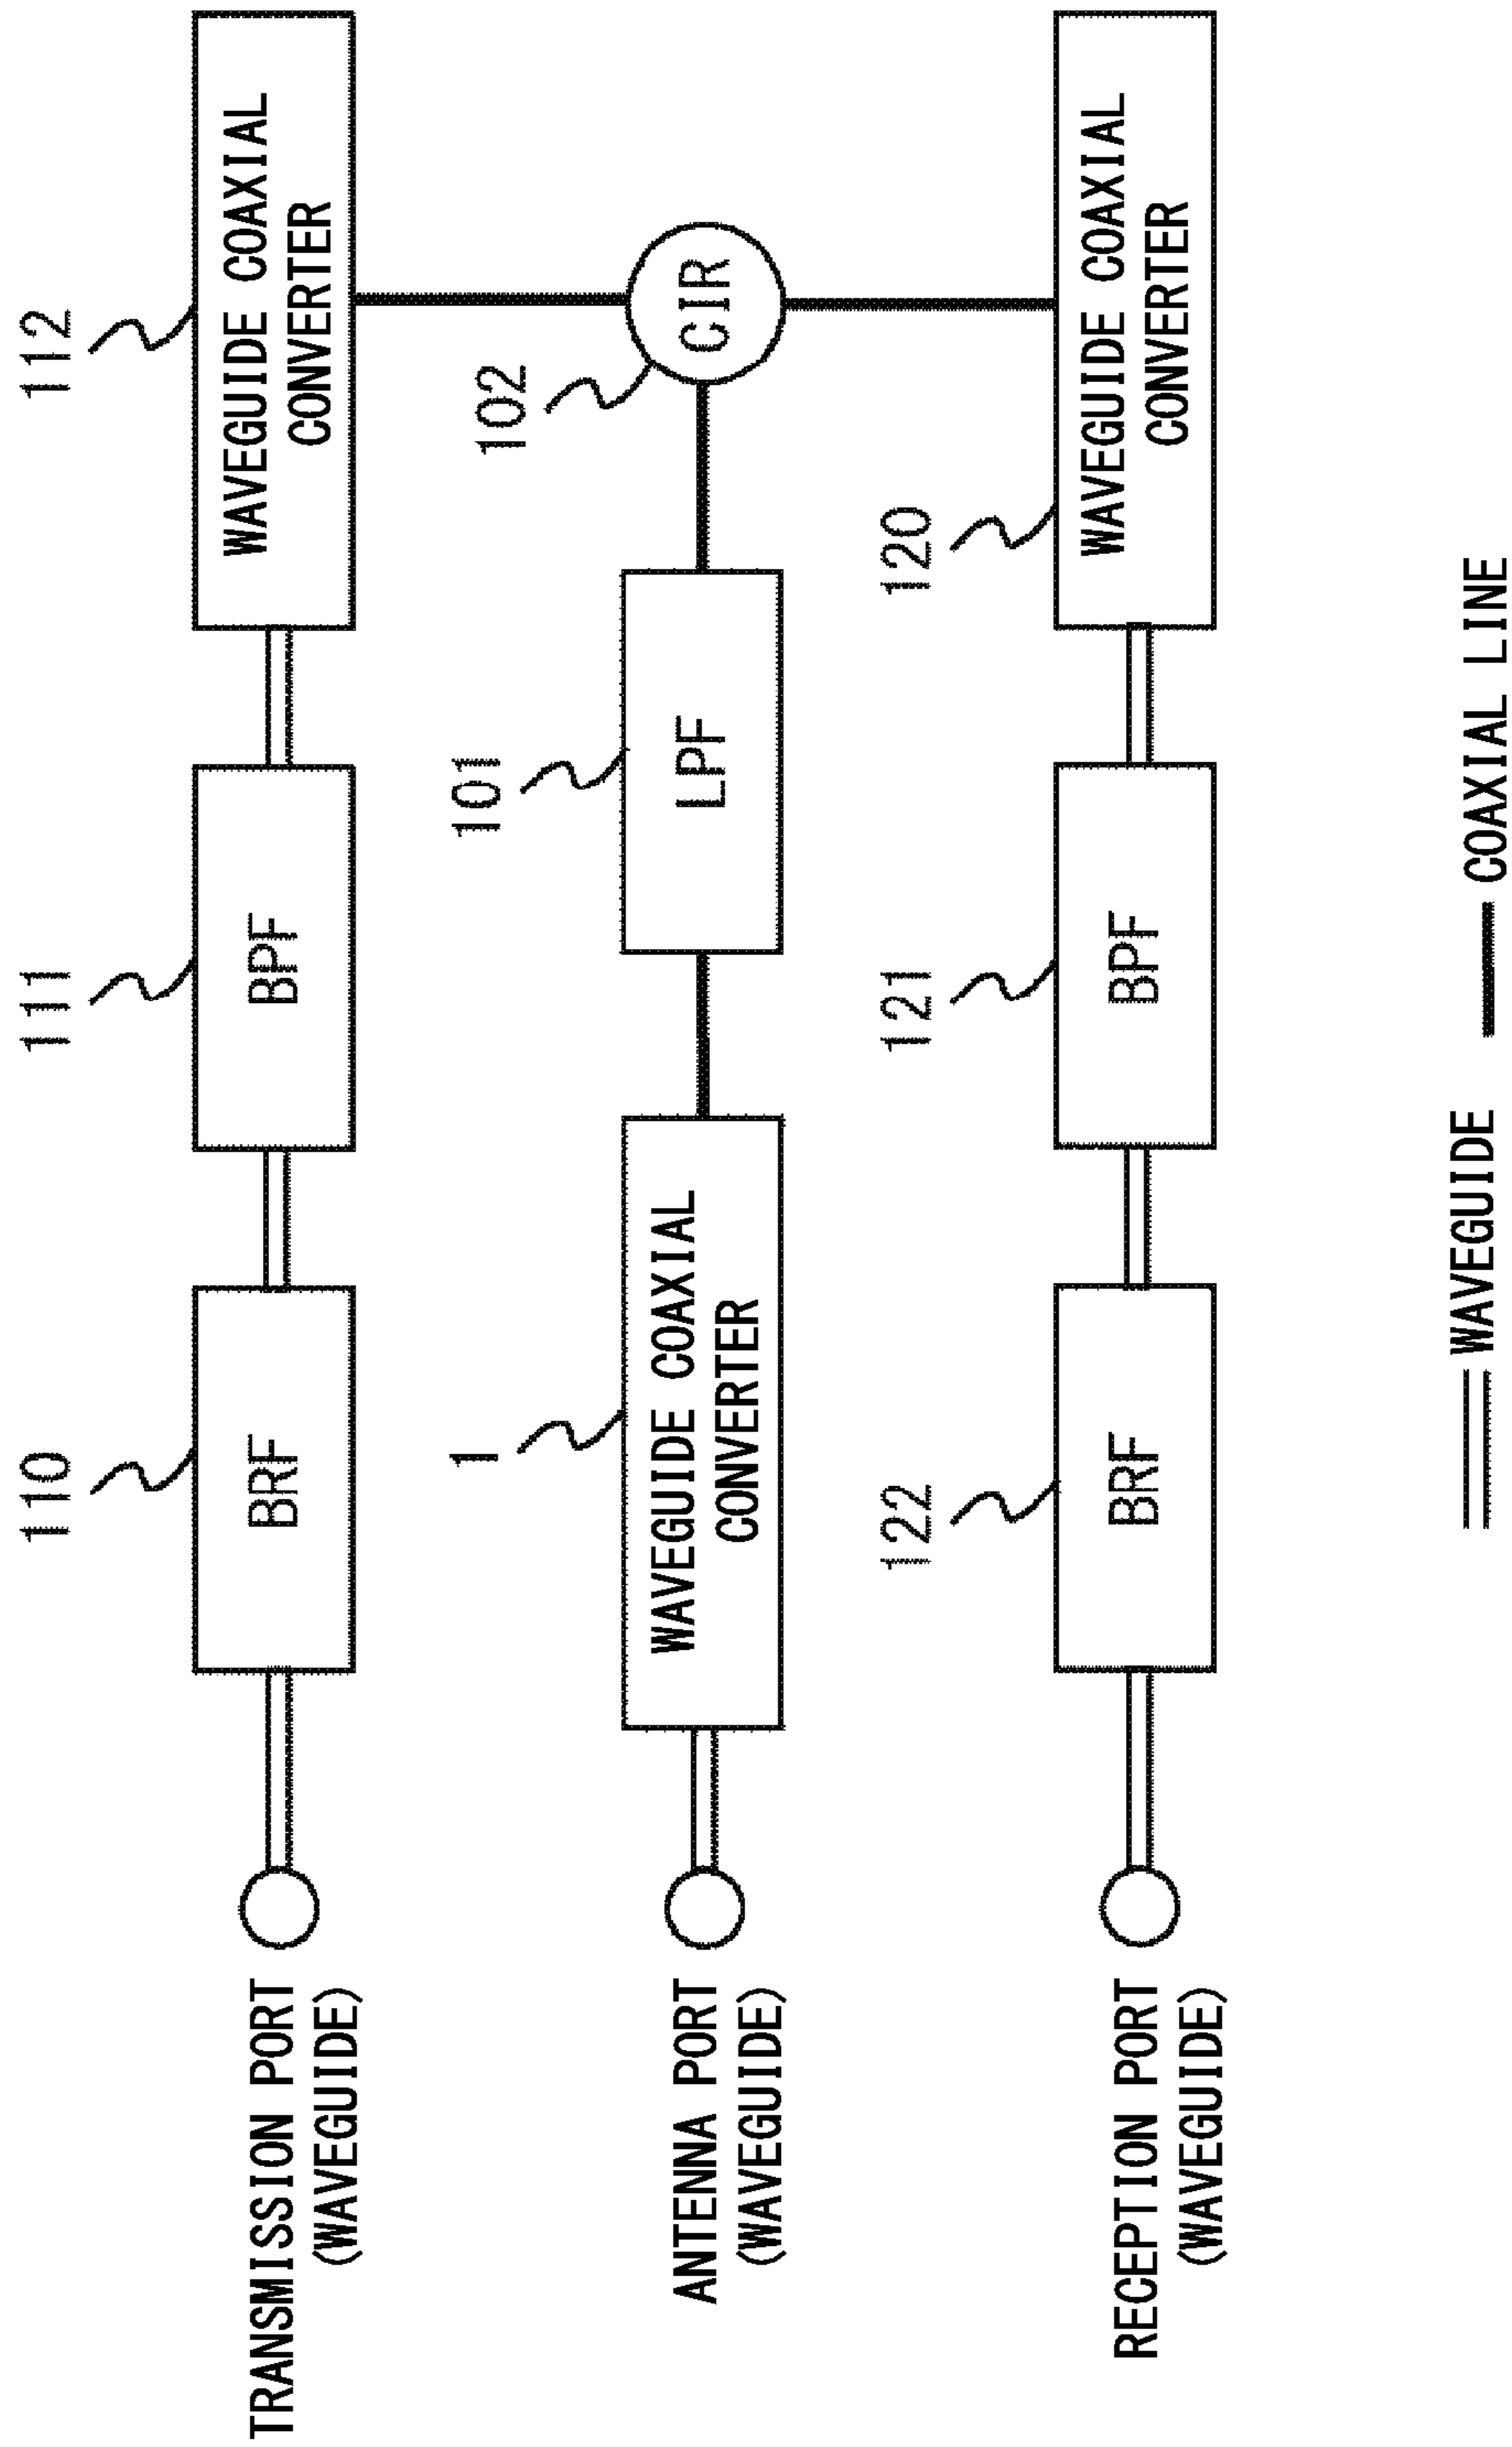 112
WAVEGUIDE COAXIAL
CONVERTER
111
BPF
110
BRF
TRANSMISSION PORT
(WAVEGUIDE)
102
CIR
101
LPF
1
WAVEGUIDE COAXIAL
CONVERTER
ANTENNA PORT
(WAVEGUIDE)
120
WAVEGUIDE COAXIAL
CONVERTER
121
BPF
122
BRF
RECEPTION PORT
(WAVEGUIDE)
WAVEGUIDE
COAXIAL LINE